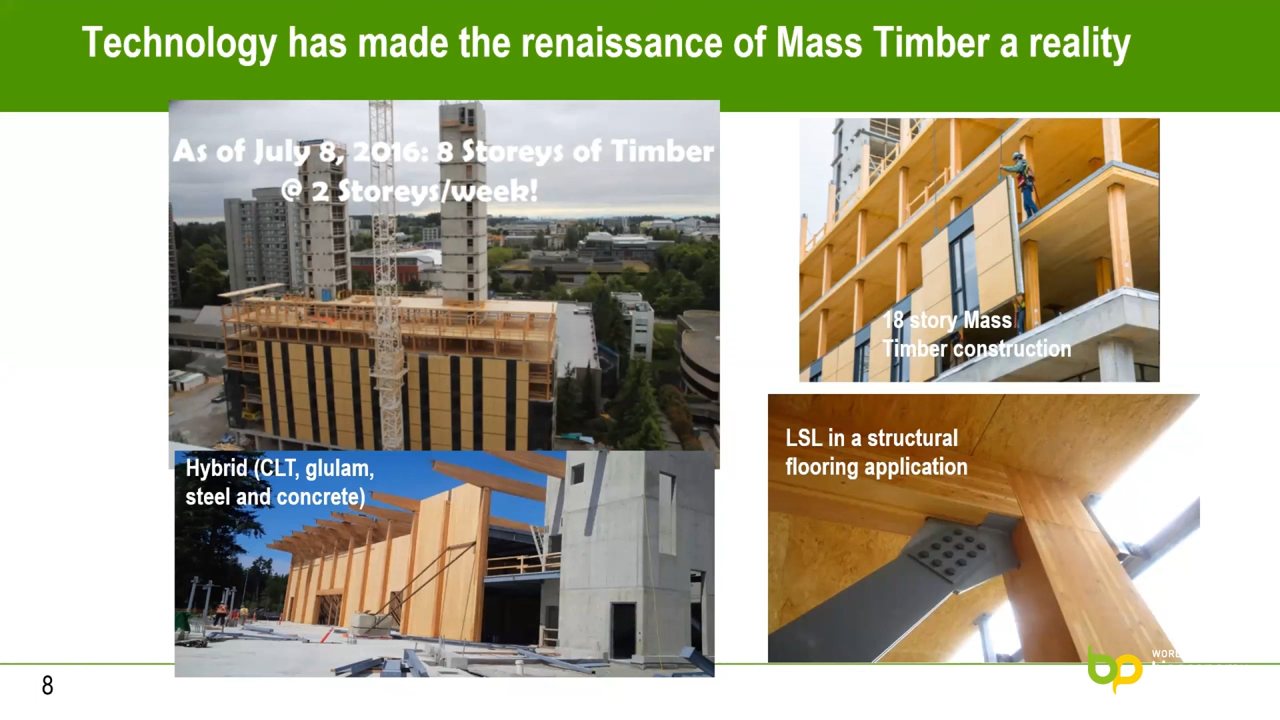 Technology has made the renaissance of Mass Timber a reality
As of July 8, 2016: 8 Storeys of Timber
@ 2 Storeys/week!
18 story Mass
Timber construction
LSL in a structural
flooring application
Hybrid (CLT, glulam,
steel and concrete)
bp
8